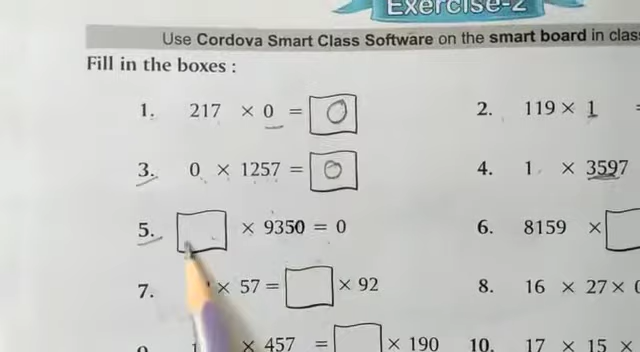 Exercise-2
Use Cordova Smart Class Software on the smart board in clas
Fill in the boxes :
1. 217 × 0 = 0
2. 119 × 1 =
3. 0 × 1257 = 0
4. 1 × 3597
5. × 9350 = 0
6. 8159 ×
7. × 57 = × 92
8. 16 × 27 ×
× 457 = × 190
10. 17 × 15 ×